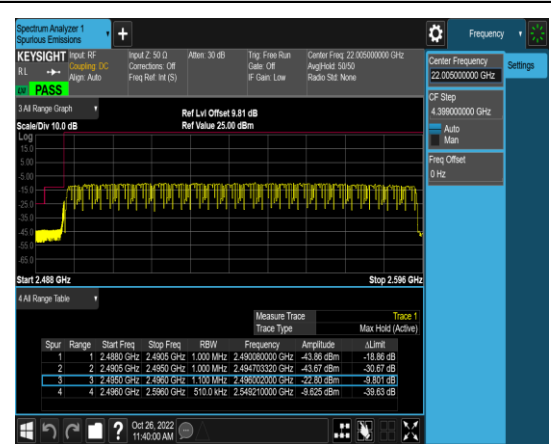 Spectrum Analyzer 1
Spurious Emissions
Frequency
KEYSIGHT
RL
Input: RF
Coupling: DC
Align: Auto
Input Z: 50 Ω
Corrections: Off
Freq Ref: Int (S)
Atten: 30 dB
Trig: Free Run
Gate: Off
IF Gain: Low
Center Freq: 22.005000000 GHz
Avg|Hold: 50/50
Radio Std: None
PASS
Center Frequency
22.005000000 GHz
Settings
CF Step
4.399000000 GHz
Auto
Man
Freq Offset
0 Hz
3 All Range Graph
Scale/Div 10.0 dB
Ref Lvl Offset 9.81 dB
Ref Value 25.00 dBm
Log
15.0
5.00
-5.00
-15.0
-25.0
-35.0
-45.0
-55.0
-65.0
Start 2.488 GHz
Stop 2.596 GHz
4 All Range Table
Measure Trace Trace 1
Trace Type Max Hold (Active)
Spur Range Start Freq Stop Freq RBW Frequency Amplitude ΔLimit
1 1 2.4880 GHz 2.4905 GHz 1.000 MHz 2.490080000 GHz -43.86 dBm -18.86 dB
2 2 2.4905 GHz 2.4950 GHz 1.000 MHz 2.494703320 GHz -43.67 dBm -30.67 dB
3 3 2.4950 GHz 2.4960 GHz 1.100 MHz 2.496002000 GHz -22.80 dBm -9.801 dB
4 4 2.4960 GHz 2.5960 GHz 510.0 kHz 2.549210000 GHz -9.625 dBm -39.63 dB
Oct 26, 2022
11:40:00 AM